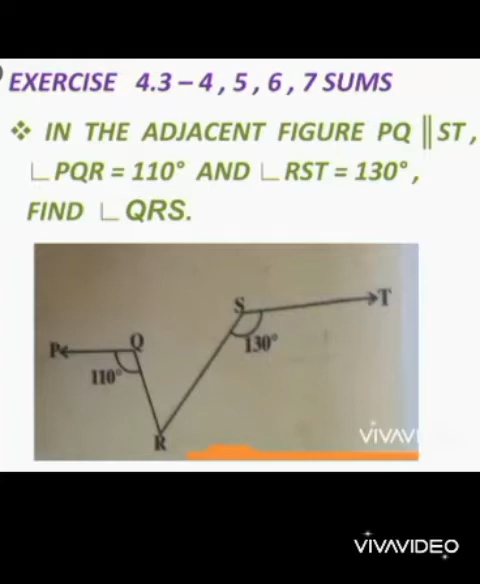 EXERCISE 4.3 – 4 , 5 , 6 , 7 SUMS
❖ IN THE ADJACENT FIGURE PQ ║ST ,
∟PQR = 110° AND ∟RST = 130° ,
FIND ∟QRS.
S
T
P
Q
130°
110°
R
VIVAVI
VIVAVIDEO